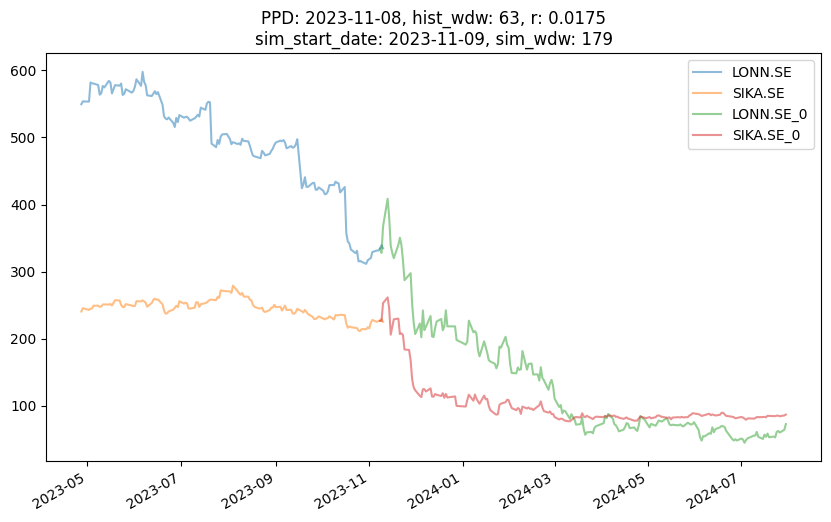 PPD: 2023-11-08, hist_wdw: 63, r: 0.0175
sim_start_date: 2023-11-09, sim_wdw: 179
LONN.SE
SIKA.SE
LONN.SE_0
SIKA.SE_0
600
500
400
300
200
100
2023-05
2023-07
2023-09
2023-11
2024-01
2024-03
2024-05
2024-07